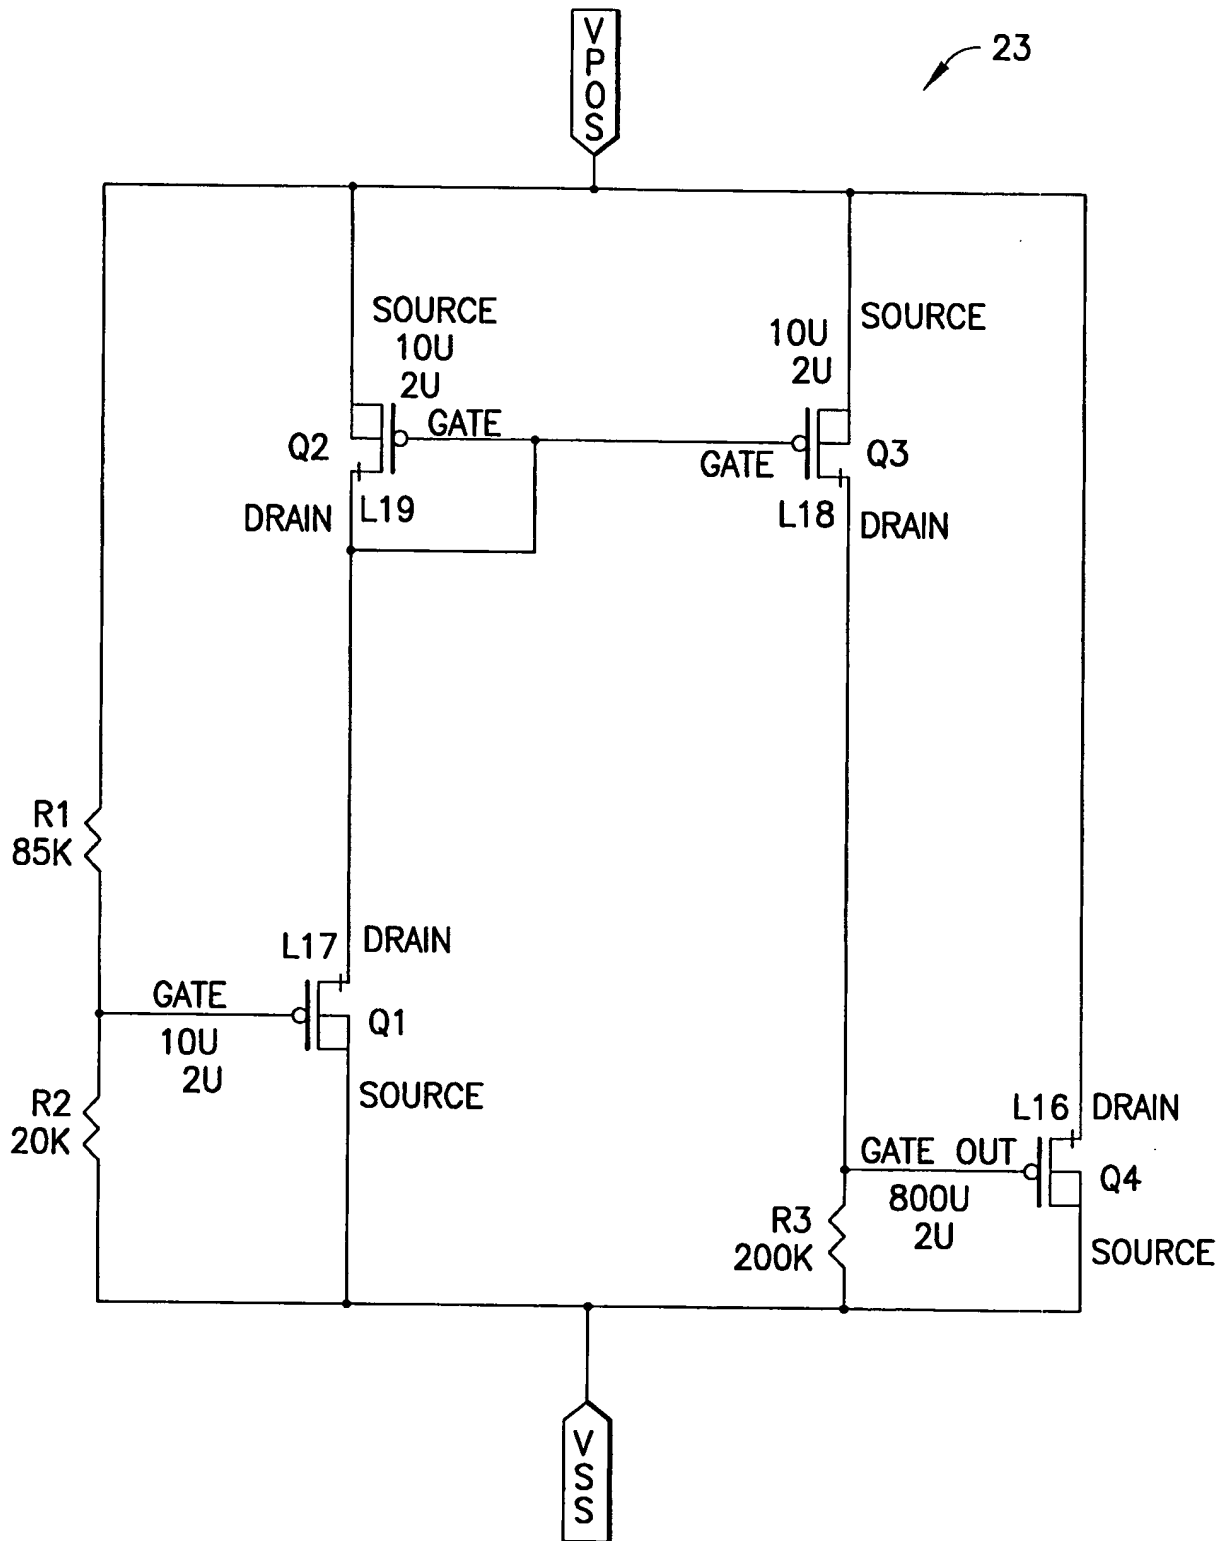 VPOS
23
SOURCE
10U
2U
10U
2U
SOURCE
Q2
GATE
GATE
Q3
DRAIN
L19
L18
DRAIN
R1
85K
L17
DRAIN
GATE
10U
2U
Q1
SOURCE
R2
20K
L16
DRAIN
GATE OUT
800U
2U
Q4
R3
200K
SOURCE
VSS